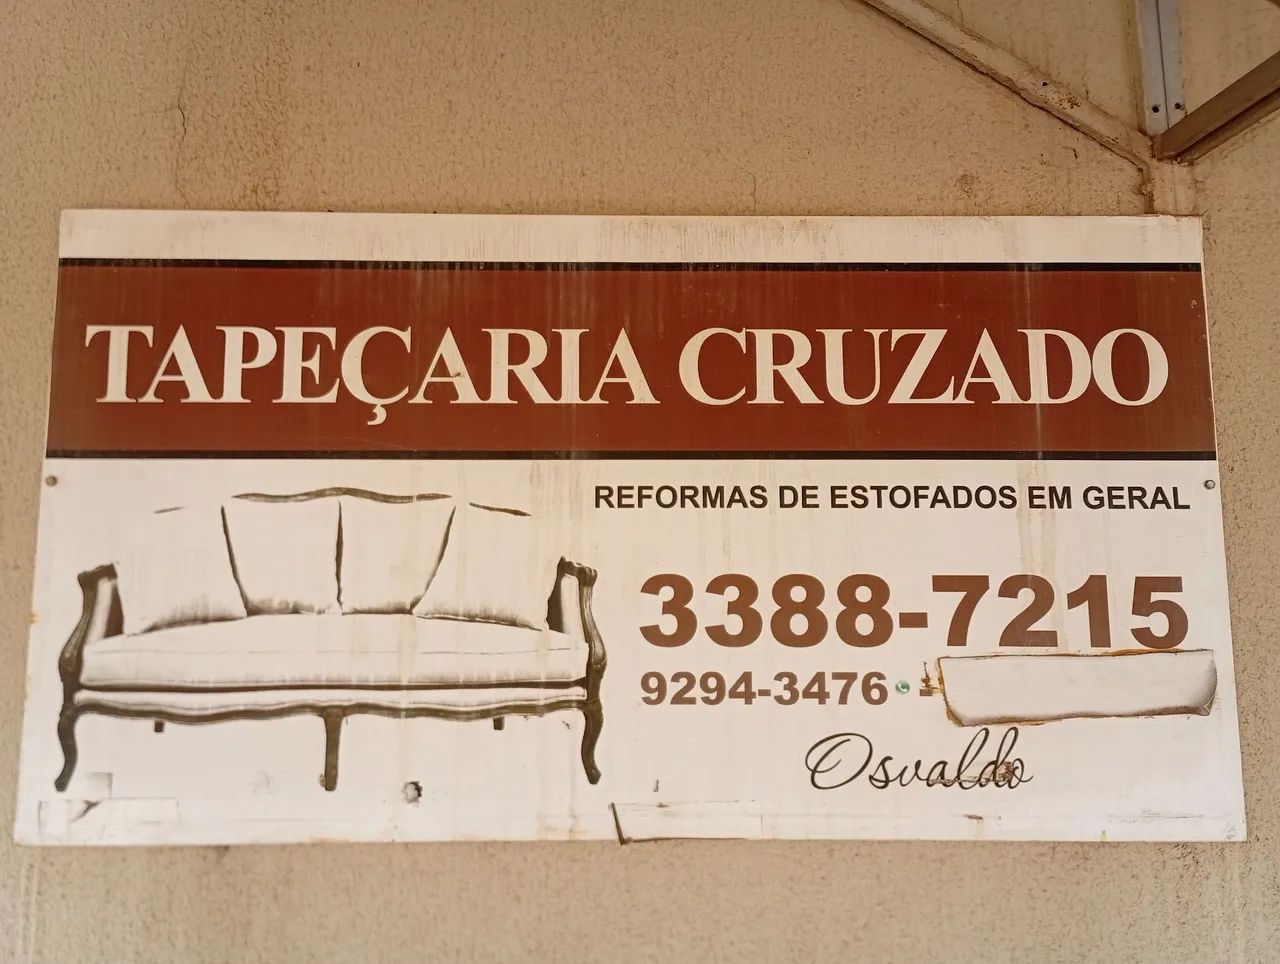 TAPEÇARIA CRUZADO
REFORMAS DE ESTOFADOS EM GERAL
3388-7215
9294-3476
Osvaldo